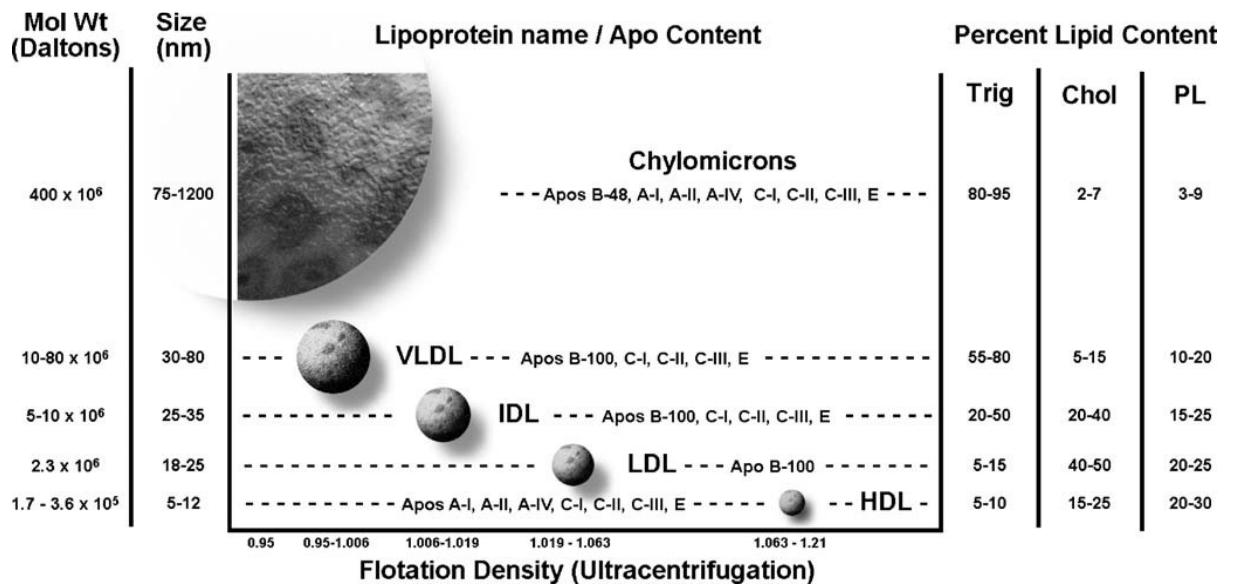 Mol Wt (Daltons) Size (nm) Lipoprotein name / Apo Content Percent Lipid Content
Trig Chol PL
Chylomicrons
400 x 10⁶ 75-1200 Apos B-48, A-I, A-II, A-IV, C-I, C-II, C-III, E 80-95 2-7 3-9
10-80 x 10⁶ 30-80 VLDL Apos B-100, C-I, C-II, C-III, E 55-80 5-15 10-20
5-10 x 10⁶ 25-35 IDL Apos B-100, C-I, C-II, C-III, E 20-50 20-40 15-25
2.3 x 10⁶ 18-25 LDL Apo B-100 5-15 40-50 20-25
1.7 - 3.6 x 10⁵ 5-12 Apos A-I, A-II, A-IV, C-I, C-II, C-III, E HDL 5-10 15-25 20-30
0.95 0.95-1.006 1.006-1.019 1.019 - 1.063 1.063 - 1.21
Flotation Density (Ultracentrifugation)